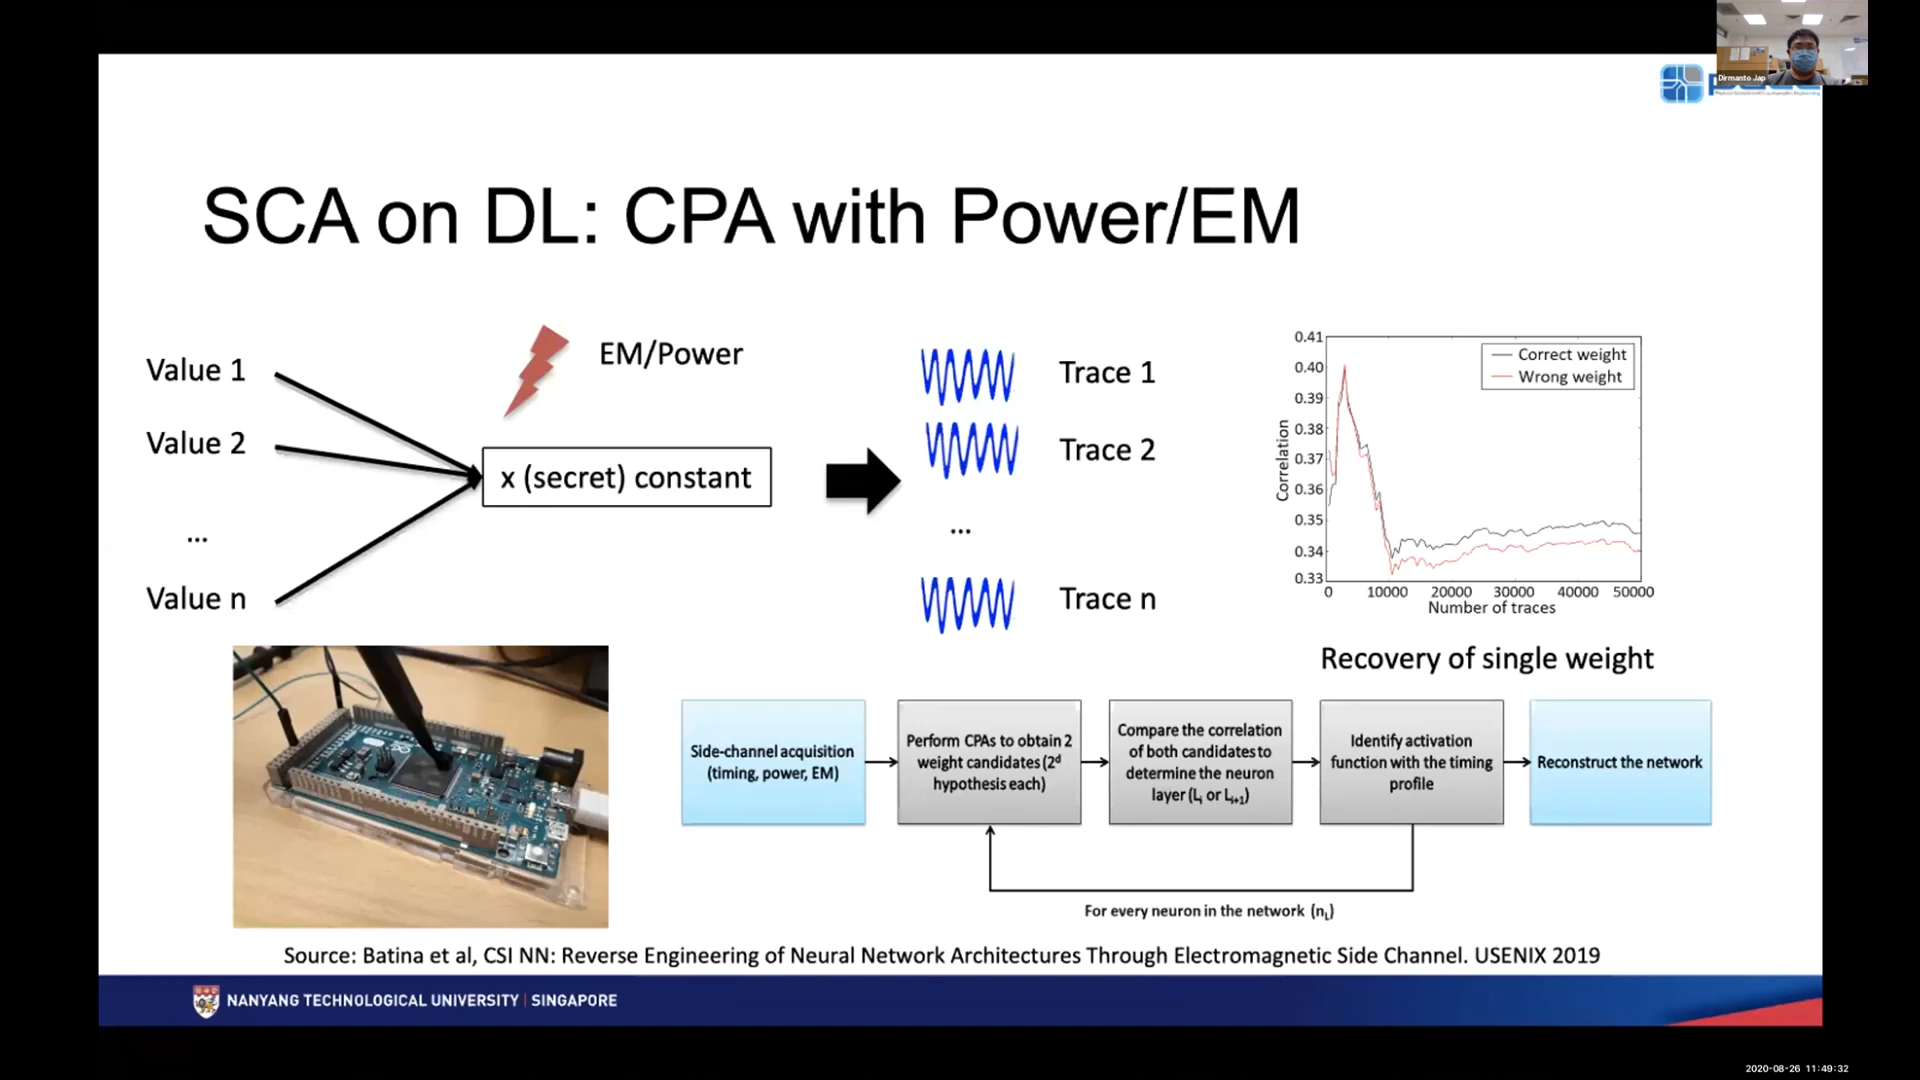 Dirmanto Jap
SCA on DL: CPA with Power/EM
Value 1
Value 2
...
Value n
EM/Power
x (secret) constant
Trace 1
Trace 2
...
Trace n
Correct weight
Wrong weight
Correlation
0.41
0.40
0.39
0.38
0.37
0.36
0.35
0.34
0.33
0 10000 20000 30000 40000 50000
Number of traces
Recovery of single weight
Side-channel acquisition
(timing, power, EM)
Perform CPAs to obtain 2
weight candidates (2ᵈ
hypothesis each)
Compare the correlation
of both candidates to
determine the neuron
layer (Lᵢ or Lᵢ₊₁)
Identify activation
function with the timing
profile
Reconstruct the network
For every neuron in the network (n_L)
Source: Batina et al, CSI NN: Reverse Engineering of Neural Network Architectures Through Electromagnetic Side Channel. USENIX 2019
NANYANG TECHNOLOGICAL UNIVERSITY | SINGAPORE
2020-08-26 11:49:32